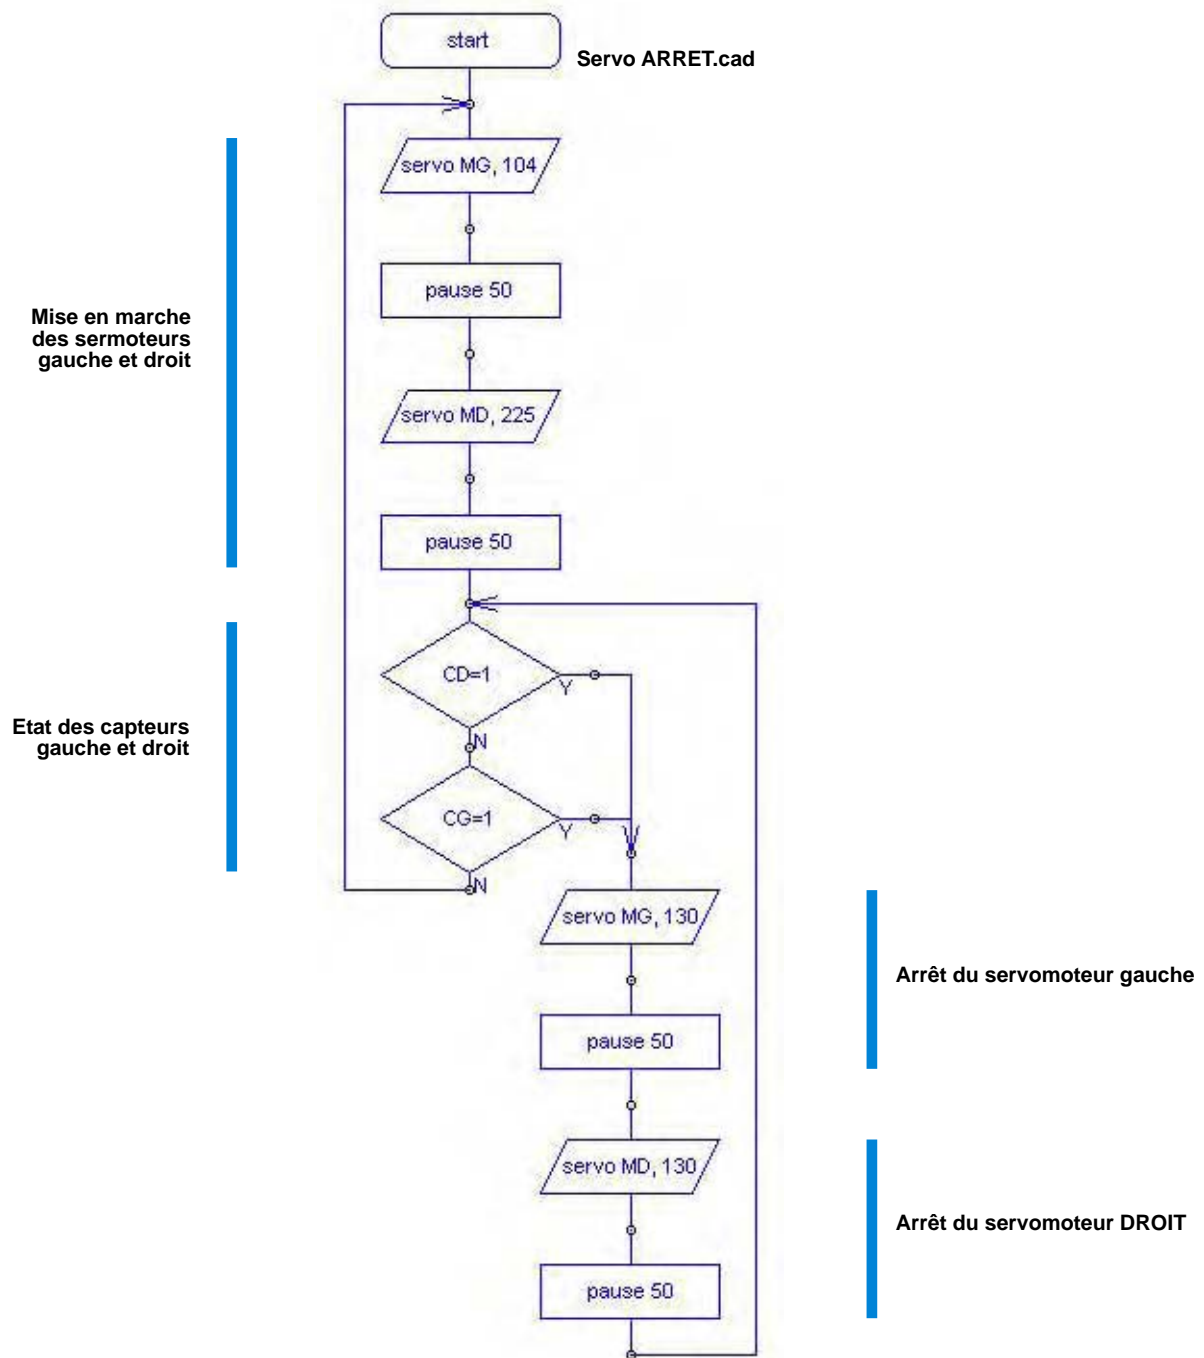 start
Servo ARRET.cad
servo MG, 104
pause 50
Mise en marche
des sermoteurs
gauche et droit
servo MD, 225
pause 50
CD=1
Y
N
Etat des capteurs
gauche et droit
CG=1
Y
N
servo MG, 130
Arrêt du servomoteur gauche
pause 50
servo MD, 130
Arrêt du servomoteur DROIT
pause 50